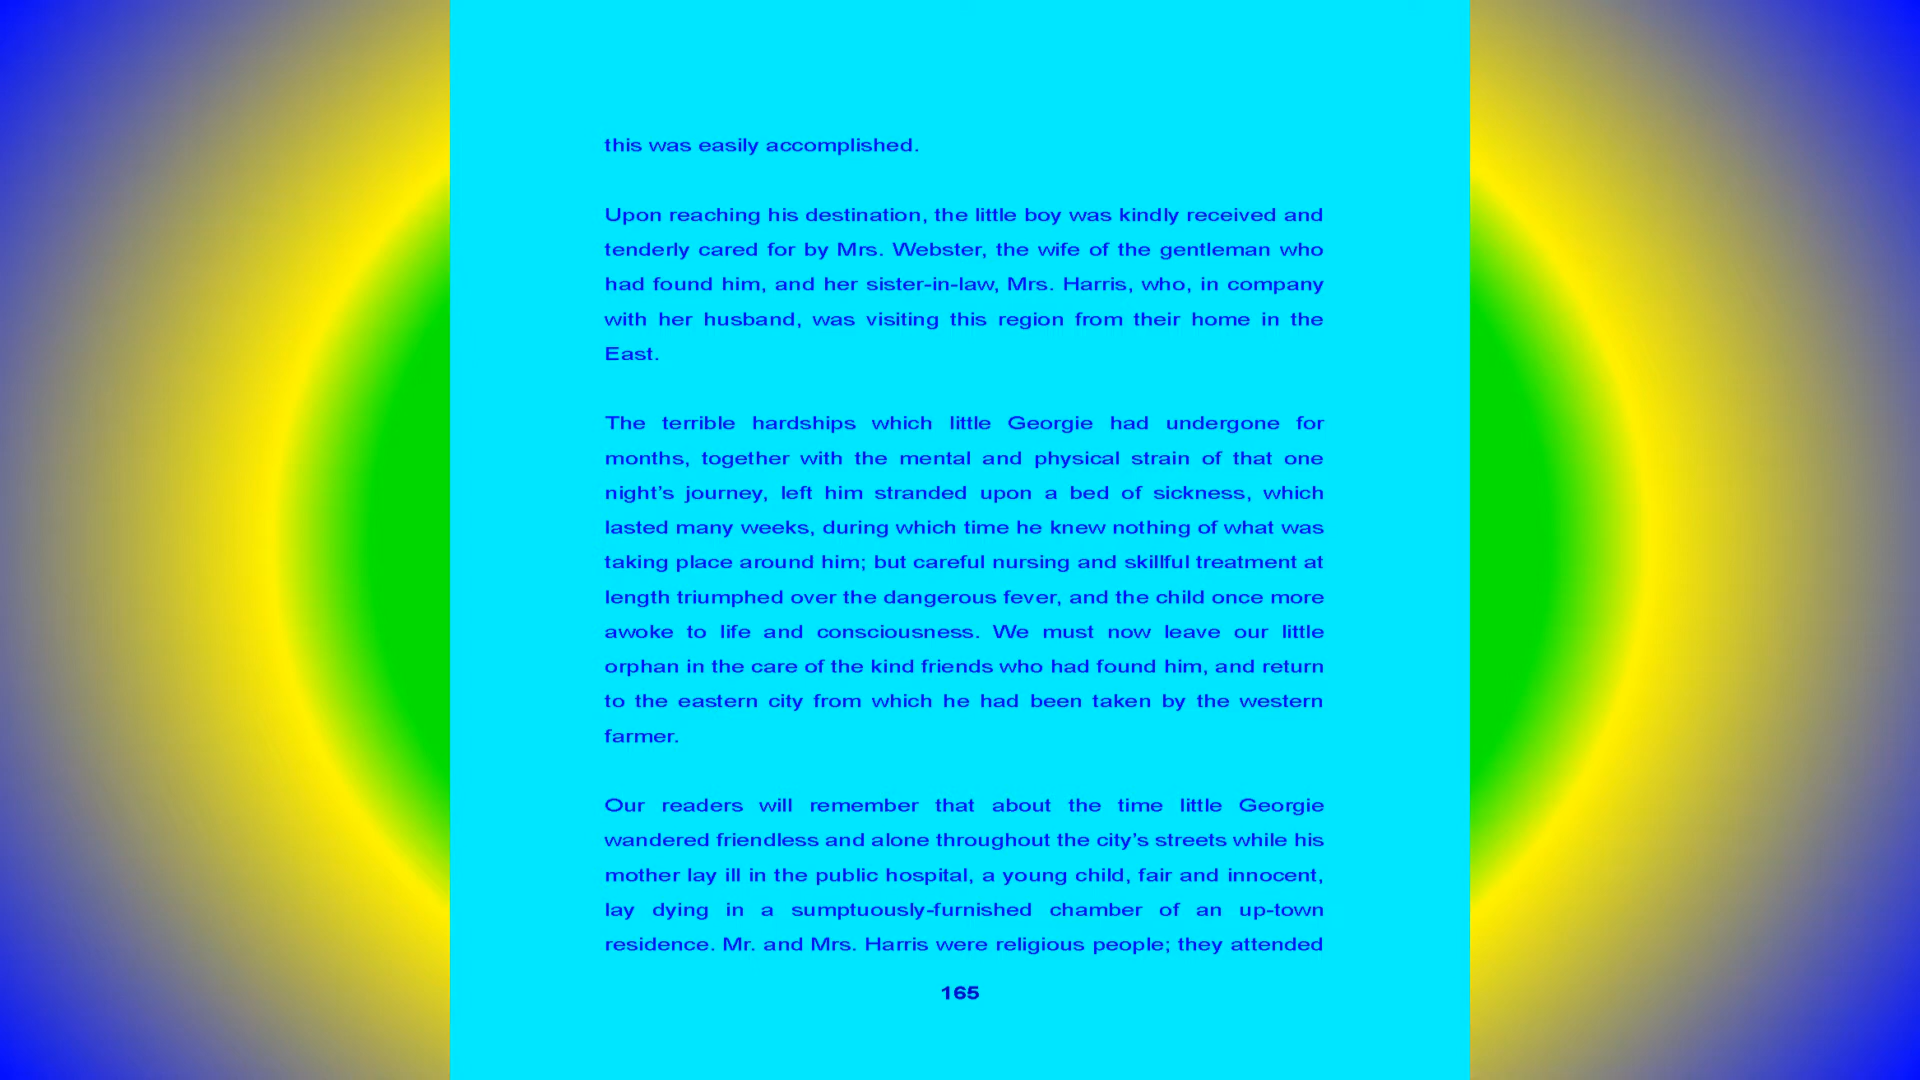 this was easily accomplished.
Upon reaching his destination, the little boy was kindly received and
tenderly cared for by Mrs. Webster, the wife of the gentleman who
had found him, and her sister-in-law, Mrs. Harris, who, in company
with her husband, was visiting this region from their home in the
East.
The terrible hardships which little Georgie had undergone for
months, together with the mental and physical strain of that one
night’s journey, left him stranded upon a bed of sickness, which
lasted many weeks, during which time he knew nothing of what was
taking place around him; but careful nursing and skillful treatment at
length triumphed over the dangerous fever, and the child once more
awoke to life and consciousness. We must now leave our little
orphan in the care of the kind friends who had found him, and return
to the eastern city from which he had been taken by the western
farmer.
Our readers will remember that about the time little Georgie
wandered friendless and alone throughout the city’s streets while his
mother lay ill in the public hospital, a young child, fair and innocent,
lay dying in a sumptuously-furnished chamber of an up-town
residence. Mr. and Mrs. Harris were religious people; they attended
165